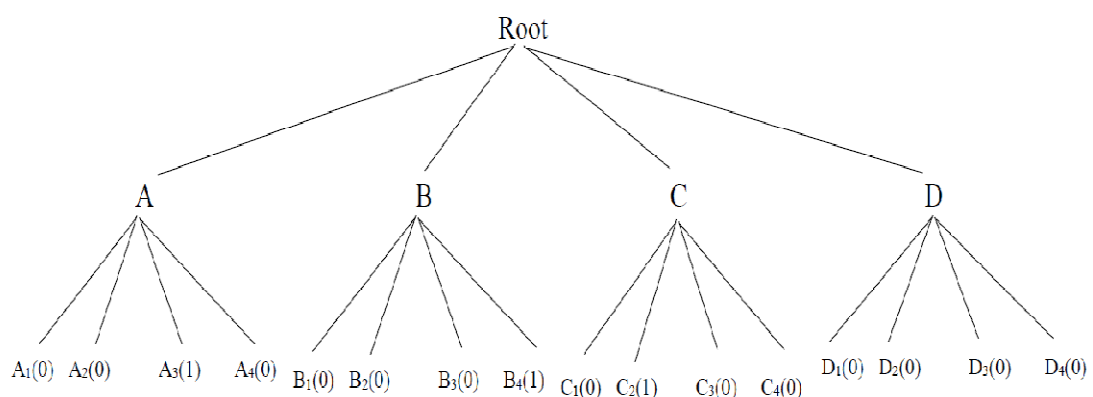 Root
A B C D
A₁(0) A₂(0) A₃(1) A₄(0) B₁(0) B₂(0) B₃(0) B₄(1) C₁(0) C₂(1) C₃(0) C₄(0) D₁(0) D₂(0) D₃(0) D₄(0)